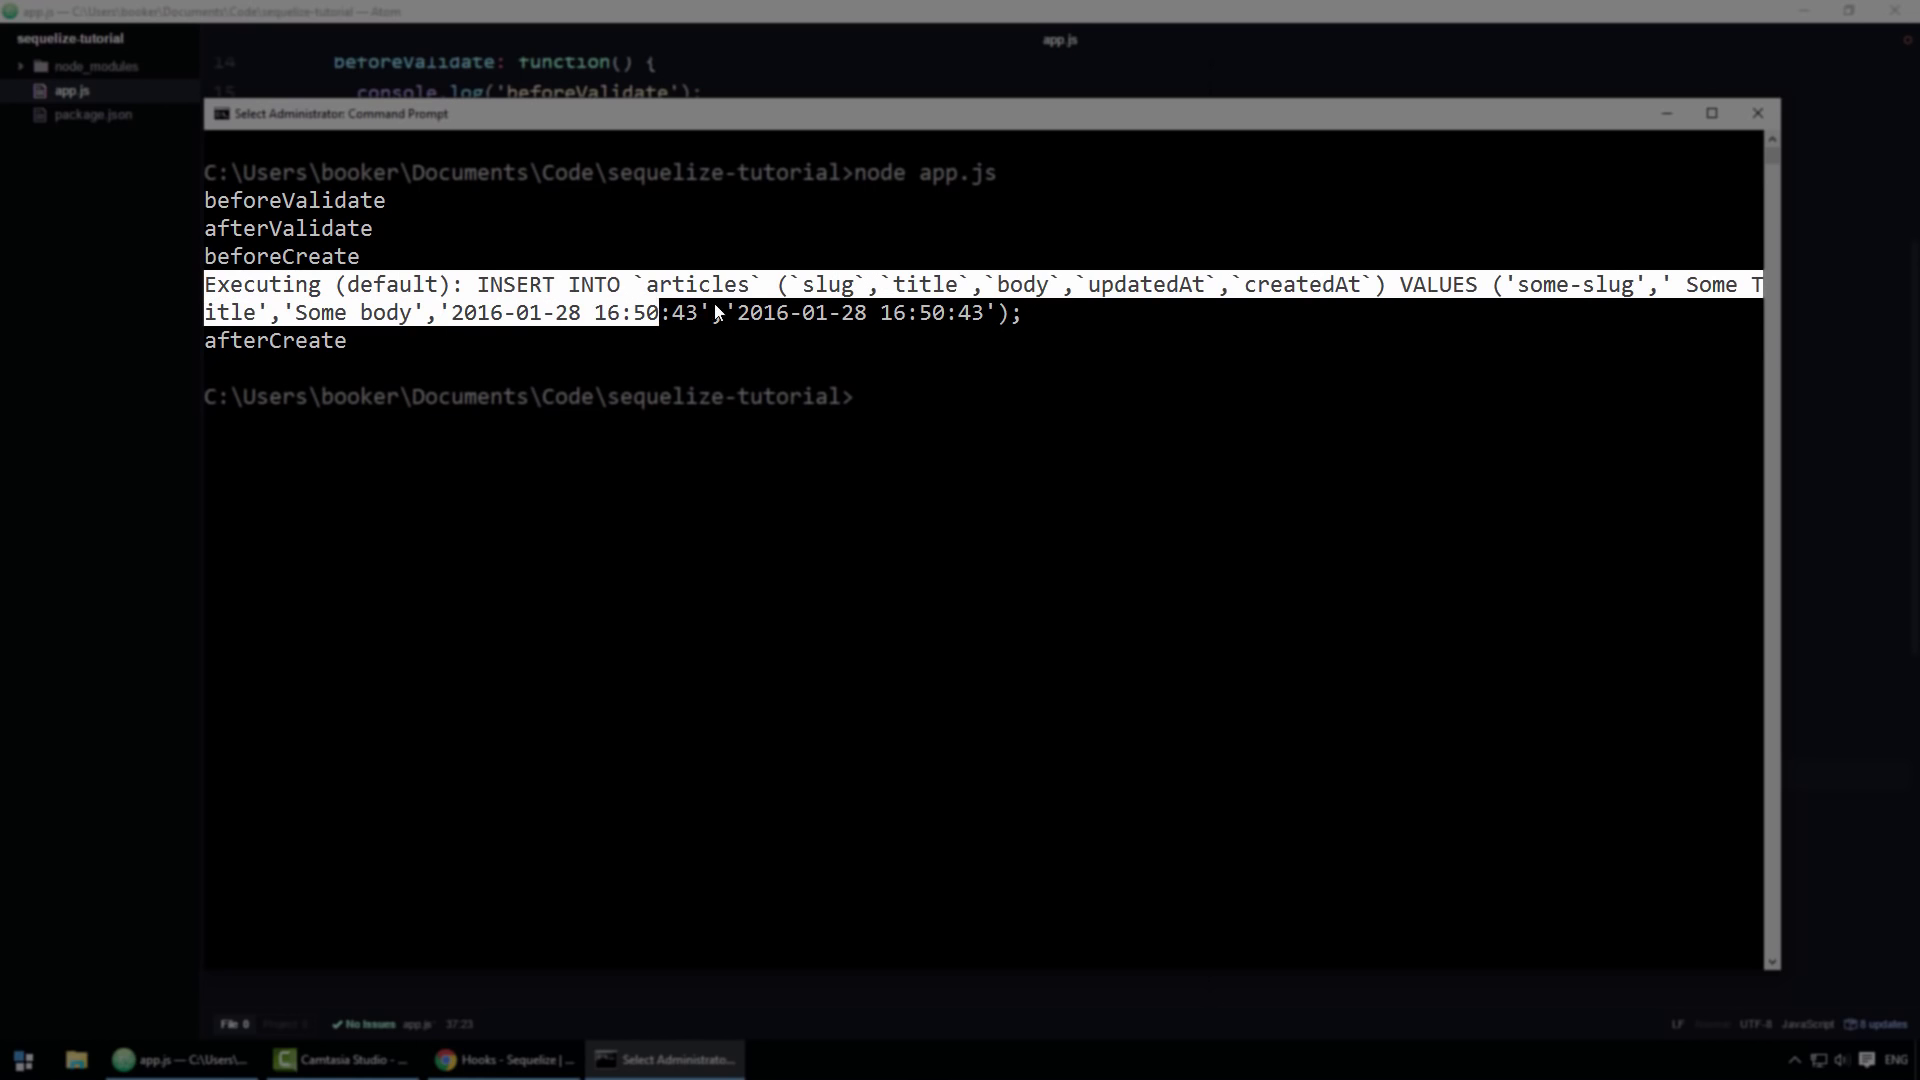 app.js — C:\Users\booker\Documents\Code\sequelize-tutorial — Atom
sequelize-tutorial
node_modules
app.js
package.json
app.js
14 beforeValidate: function() {
15 console.log('beforeValidate');
Select Administrator: Command Prompt
C:\Users\booker\Documents\Code\sequelize-tutorial>node app.js
beforeValidate
afterValidate
beforeCreate
Executing (default): INSERT INTO `articles` (`slug`,`title`,`body`,`updatedAt`,`createdAt`) VALUES ('some-slug',' Some T
itle','Some body','2016-01-28 16:50:43','2016-01-28 16:50:43');
afterCreate
C:\Users\booker\Documents\Code\sequelize-tutorial>
File 0 Project 0 No Issues app.js 37:23
LF UTF-8 JavaScript 8 updates
app.js — C:\Users\... Camtasia Studio - ... Hooks - Sequelize | ... Select Administrato... ENG